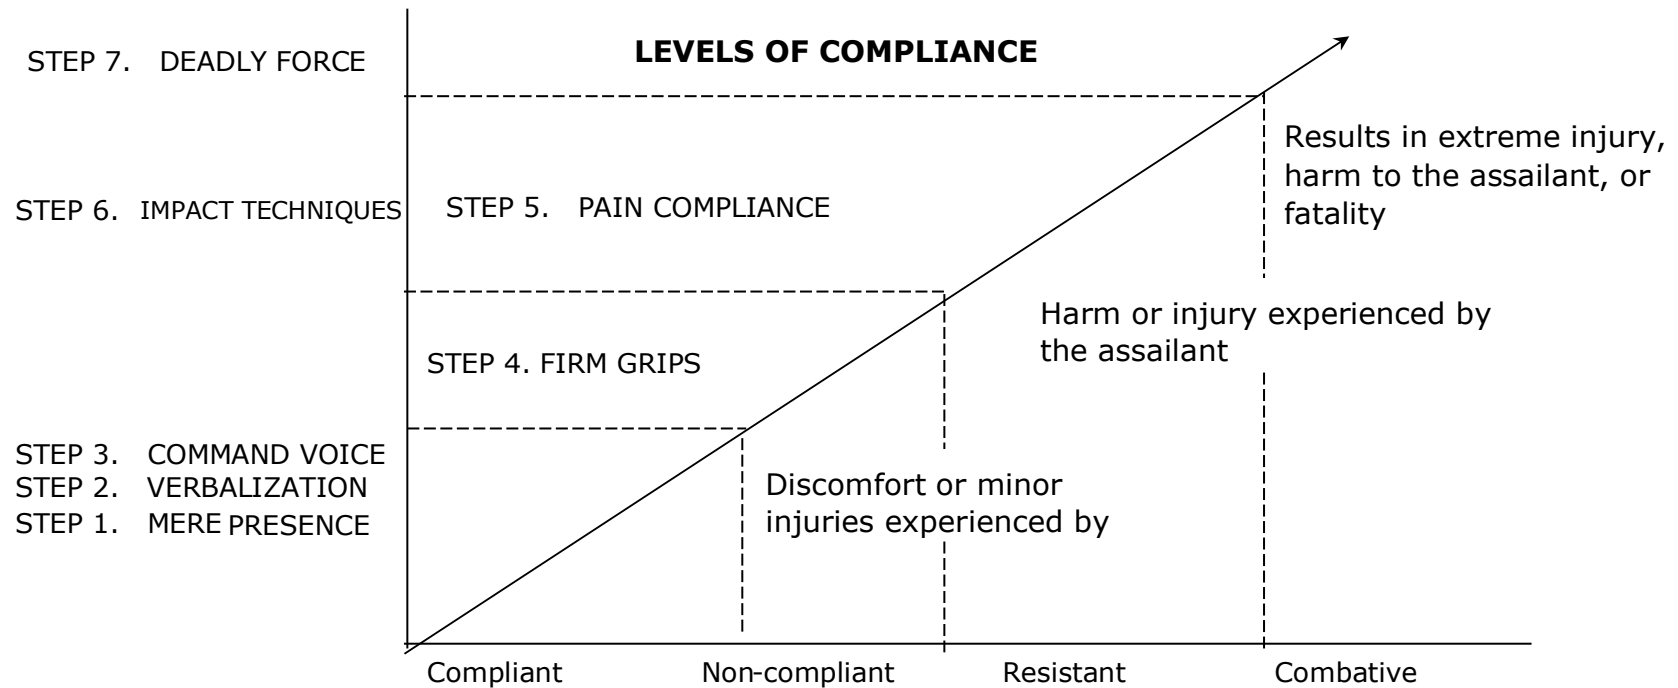 LEVELS OF COMPLIANCE
STEP 7. DEADLY FORCE
Results in extreme injury,
harm to the assailant, or
fatality
STEP 6. IMPACT TECHNIQUES
STEP 5. PAIN COMPLIANCE
Harm or injury experienced by
the assailant
STEP 4. FIRM GRIPS
STEP 3. COMMAND VOICE
STEP 2. VERBALIZATION
STEP 1. MERE PRESENCE
Discomfort or minor
injuries experienced by
Compliant
Non-compliant
Resistant
Combative